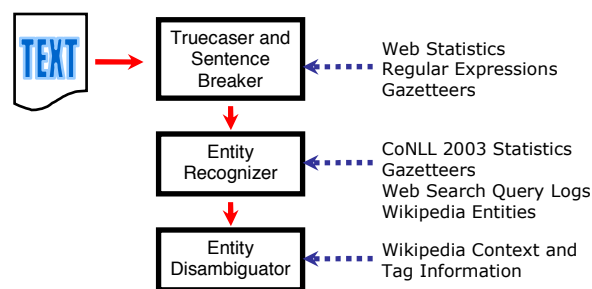 TEXT
Truecaser and
Sentence
Breaker
Web Statistics
Regular Expressions
Gazetteers
Entity
Recognizer
CoNLL 2003 Statistics
Gazetteers
Web Search Query Logs
Wikipedia Entities
Entity
Disambiguator
Wikipedia Context and
Tag Information